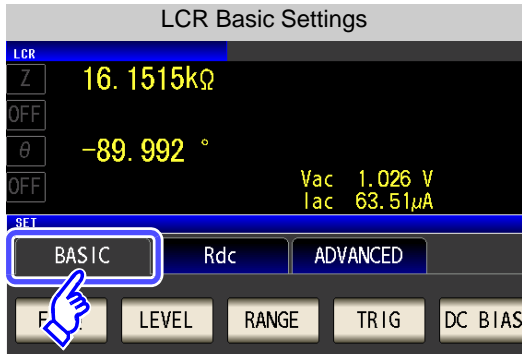 LCR Basic Settings
LCR
Z 16.1515kΩ
OFF
θ -89.992 °
OFF
Vac 1.026 V
Iac 63.51μA
SET
BASIC Rdc ADVANCED
LEVEL RANGE TRIG DC BIAS